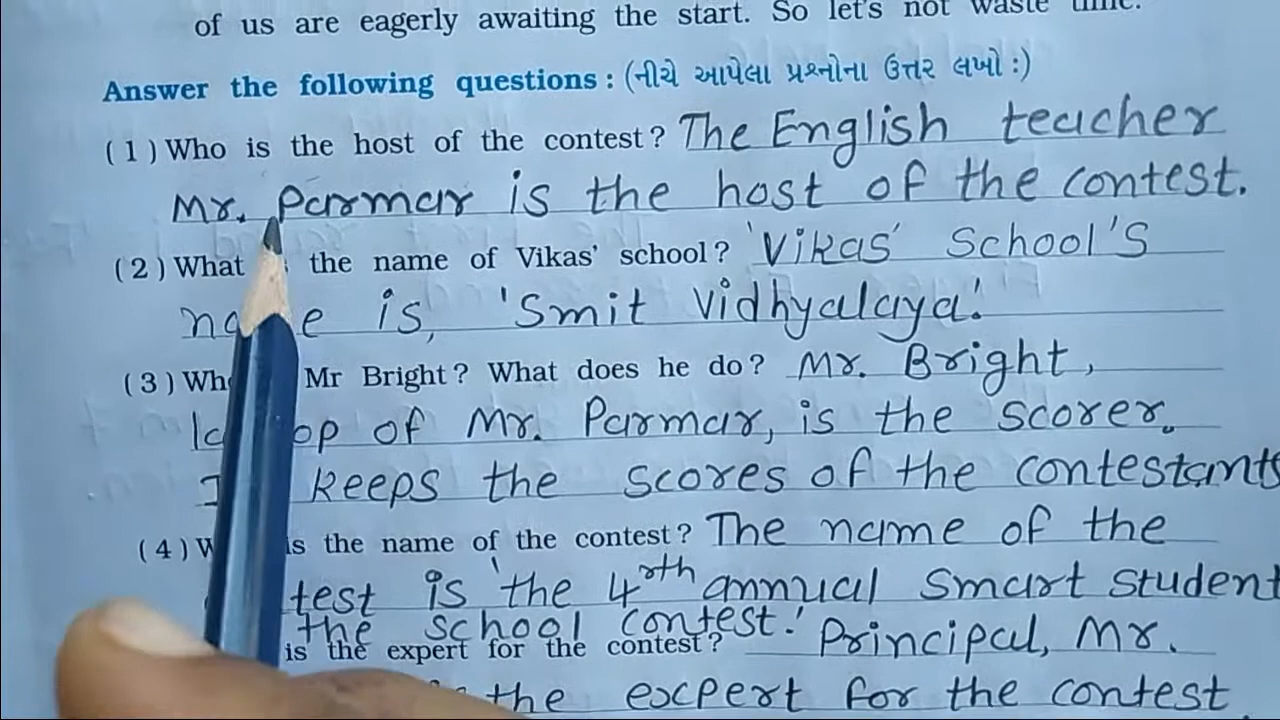 of us are eagerly awaiting the start. So let's not waste time.
Answer the following questions : (નીચે આપેલા પ્રશ્નોના ઉત્તર લખો :)
( 1 ) Who is the host of the contest ? The English teacher
Mr. Parmar is the host of the contest.
( 2 ) What the name of Vikas' school ? 'Vikas' School's
is, 'Smit Vidhyalaya.'
( 3 ) Mr Bright ? What does he do ? Mr. Bright,
of Mr. Parmar, is the scorer.
keeps the scores of the contestants
( 4 ) is the name of the contest ? The name of the
is 'the 4rth annual Smart Student
the school contest.'
is the expert for the contest ? Principal, Mr.
the expert for the contest.